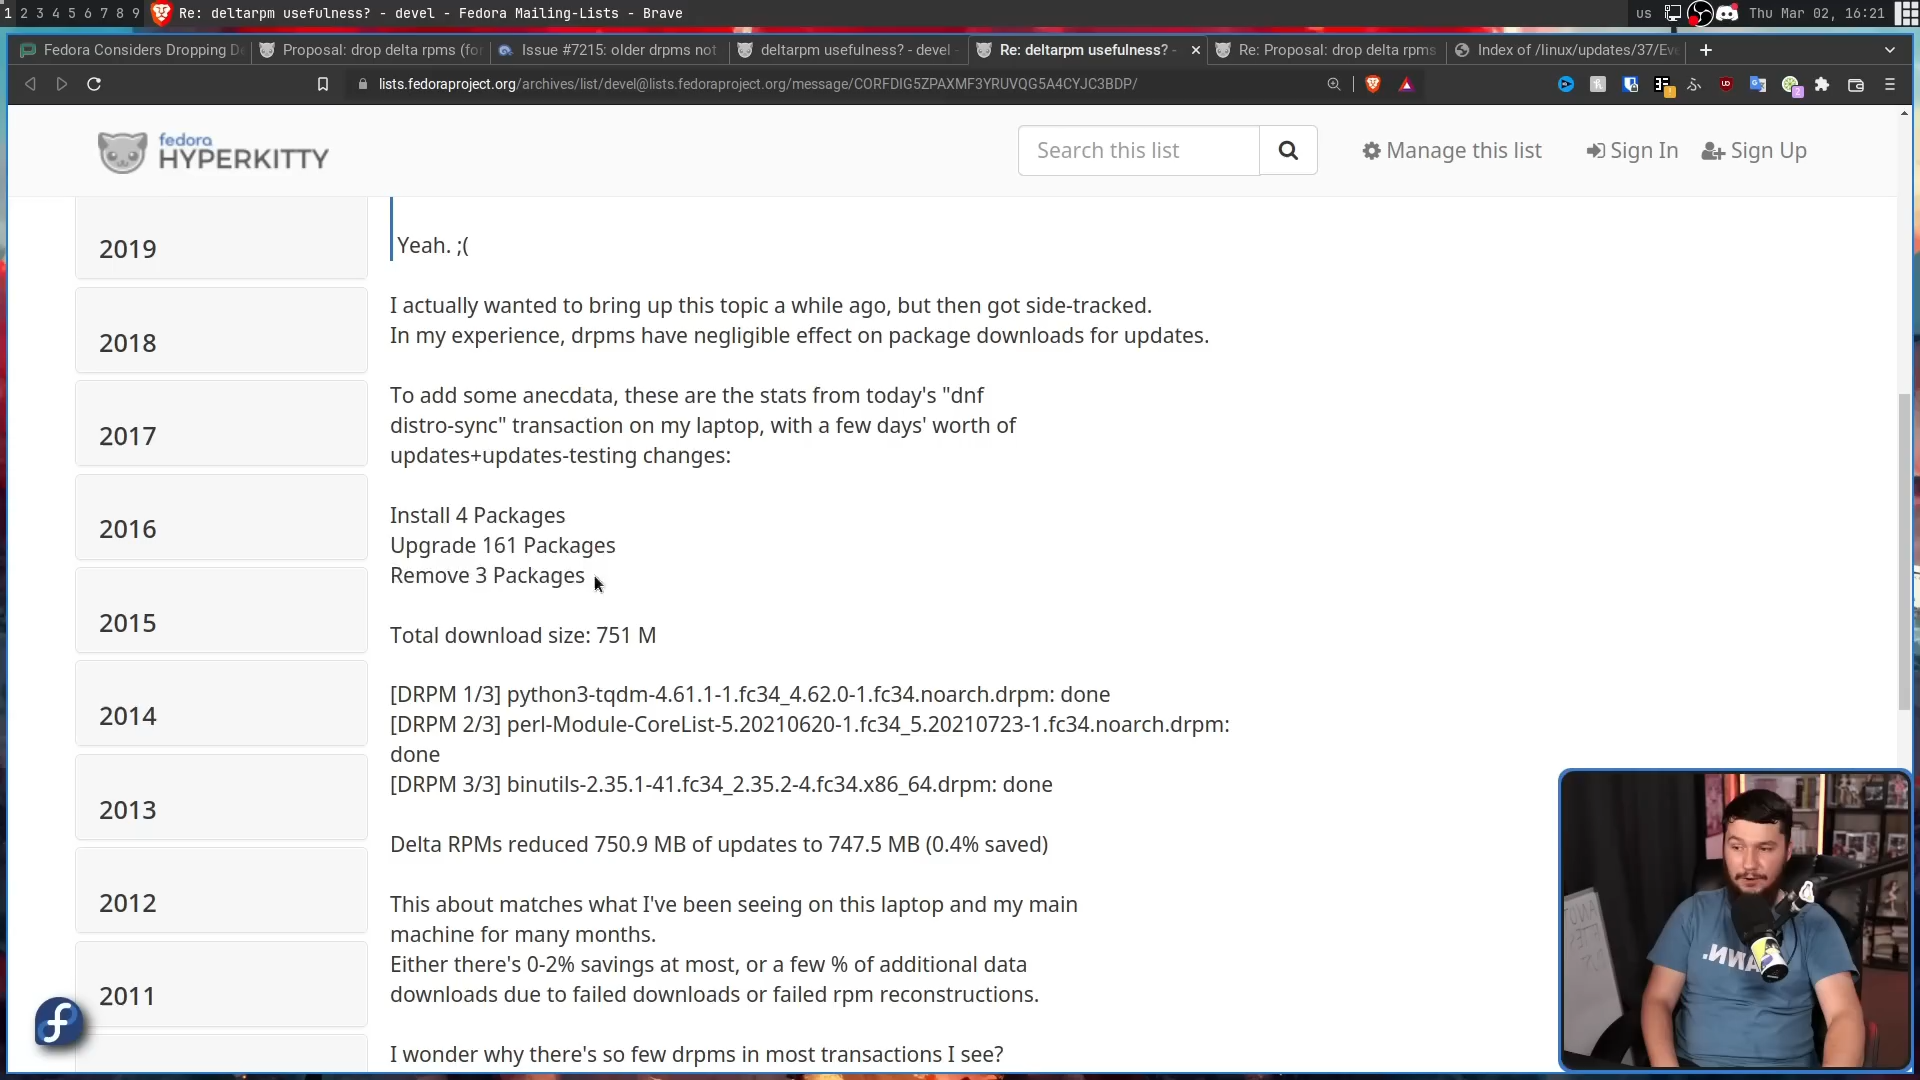 1 2 3 4 5 6 7 8 9 Re: deltarpm usefulness? - devel - Fedora Mailing-Lists - Brave us Thu Mar 02, 16:21
Fedora Considers Dropping D Proposal: drop delta rpms (for Issue #7215: older drpms not deltarpm usefulness? - devel - Re: deltarpm usefulness? - Re: Proposal: drop delta rpms Index of /linux/updates/37/Eve
lists.fedoraproject.org/archives/list/devel@lists.fedoraproject.org/message/CORFDIG5ZPAXMF3YRUVQG5A4CYJC3BDP/
fedora
HYPERKITTY
Search this list
Manage this list
Sign In
Sign Up
2019
2018
2017
2016
2015
2014
2013
2012
2011
Yeah. ;(
I actually wanted to bring up this topic a while ago, but then got side-tracked.
In my experience, drpms have negligible effect on package downloads for updates.
To add some anecdata, these are the stats from today's "dnf
distro-sync" transaction on my laptop, with a few days' worth of
updates+updates-testing changes:
Install 4 Packages
Upgrade 161 Packages
Remove 3 Packages
Total download size: 751 M
[DRPM 1/3] python3-tqdm-4.61.1-1.fc34_4.62.0-1.fc34.noarch.drpm: done
[DRPM 2/3] perl-Module-CoreList-5.20210620-1.fc34_5.20210723-1.fc34.noarch.drpm:
done
[DRPM 3/3] binutils-2.35.1-41.fc34_2.35.2-4.fc34.x86_64.drpm: done
Delta RPMs reduced 750.9 MB of updates to 747.5 MB (0.4% saved)
This about matches what I've been seeing on this laptop and my main
machine for many months.
Either there's 0-2% savings at most, or a few % of additional data
downloads due to failed downloads or failed rpm reconstructions.
I wonder why there's so few drpms in most transactions I see?